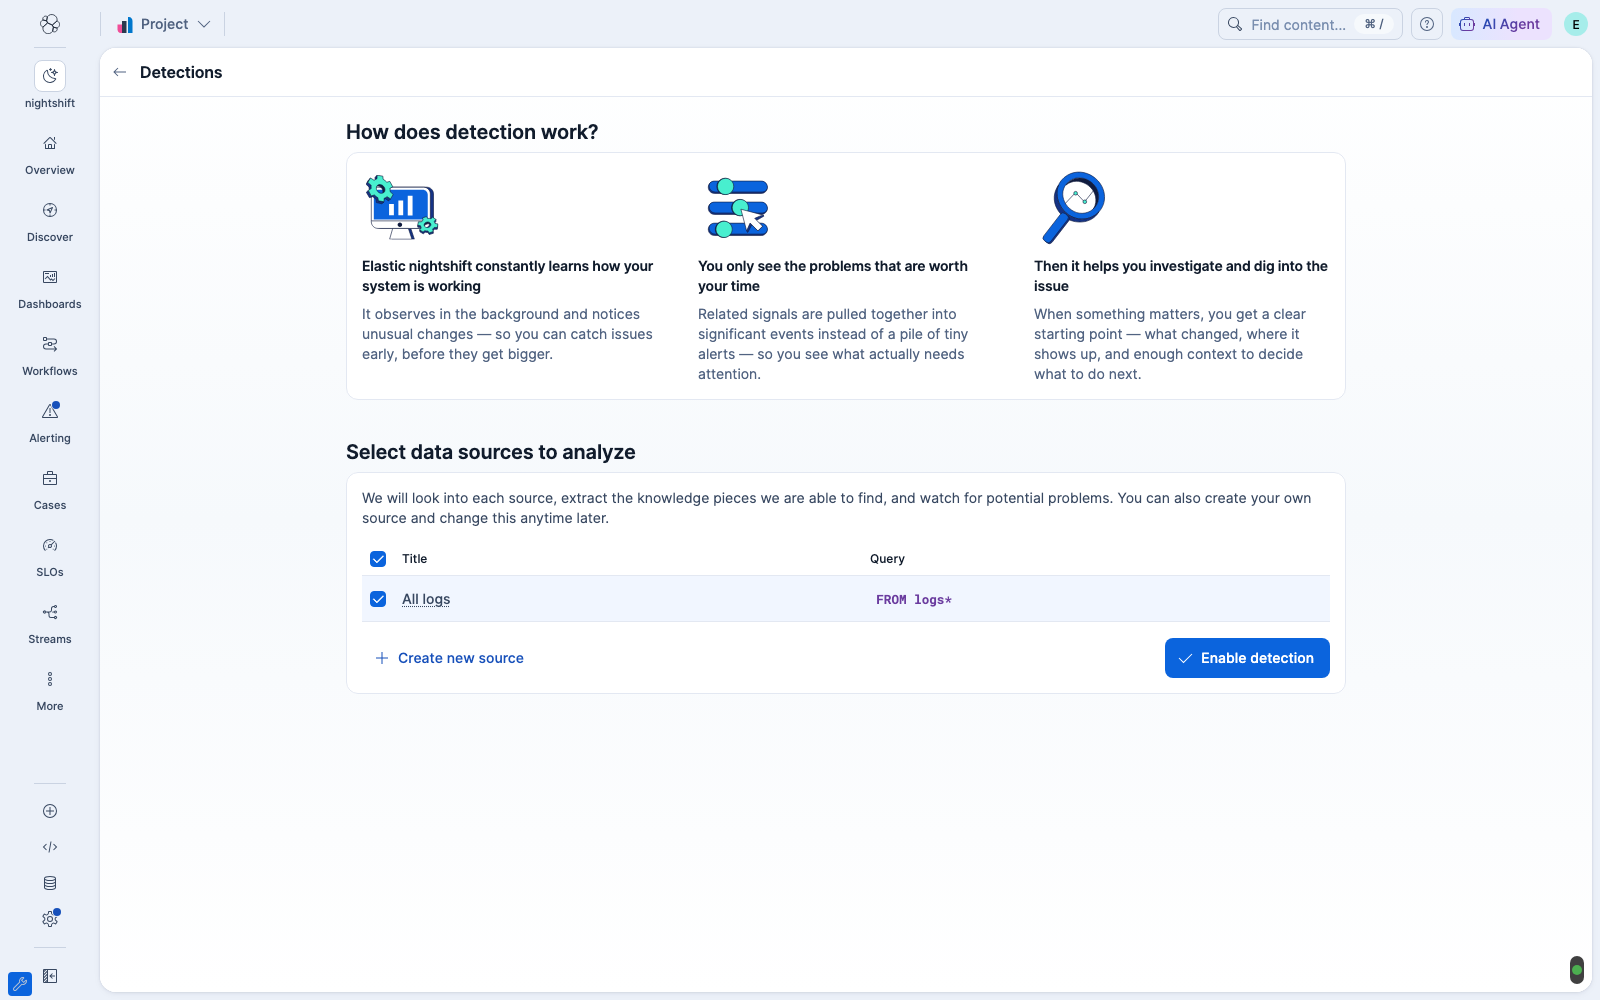 Project
Find content...
⌘ /
AI Agent
E
nightshift
Overview
Discover
Dashboards
Workflows
Alerting
Cases
SLOs
Streams
More
Detections
How does detection work?
Elastic nightshift constantly learns how your
system is working
It observes in the background and notices
unusual changes — so you can catch issues
early, before they get bigger.
You only see the problems that are worth
your time
Related signals are pulled together into
significant events instead of a pile of tiny
alerts — so you see what actually needs
attention.
Then it helps you investigate and dig into the
issue
When something matters, you get a clear
starting point — what changed, where it
shows up, and enough context to decide
what to do next.
Select data sources to analyze
We will look into each source, extract the knowledge pieces we are able to find, and watch for potential problems. You can also create your own
source and change this anytime later.
Title
Query
All logs
FROM logs*
Create new source
Enable detection